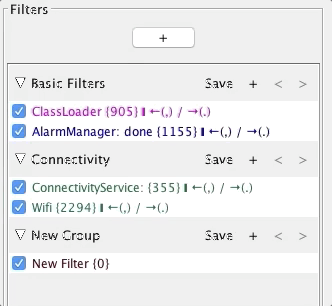 Filters
+
▽ Basic Filters Save + < >
ClassLoader {905} ▮ ←(,) / →(.)
AlarmManager: done {1155} ▮ ←(,) / →(.)
▽ Connectivity Save + < >
ConnectivityService: {355} ▮ ←(,) / →(.)
Wifi {2294} ▮ ←(,) / →(.)
▽ New Group Save + < >
New Filter {0}